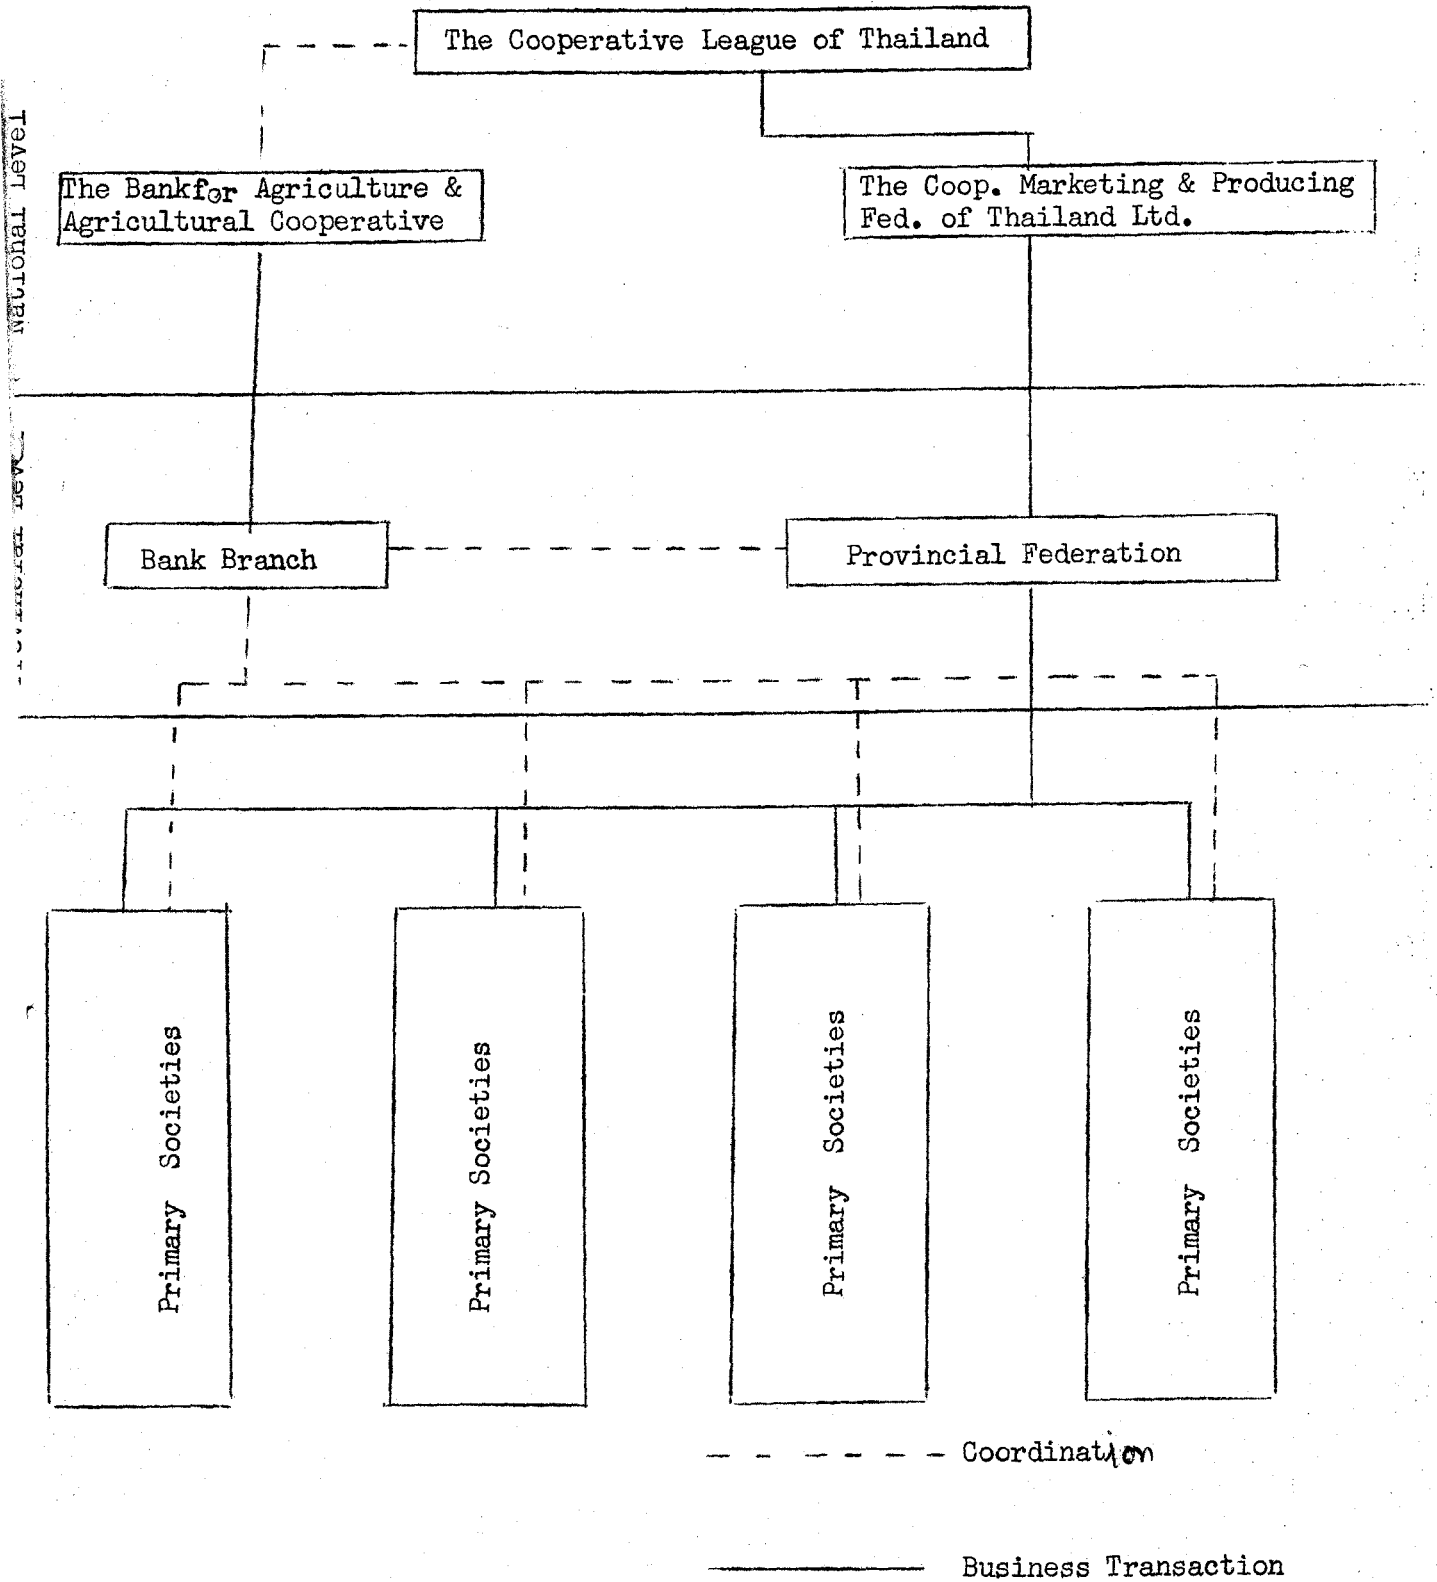 The Cooperative League of Thailand
National Level
The Bankfor Agriculture &
Agricultural Cooperative
The Coop. Marketing & Producing
Fed. of Thailand Ltd.
Bank Branch
Provincial Federation
Primary Societies
Primary Societies
Primary Societies
Primary Societies
Coordination
Business Transaction